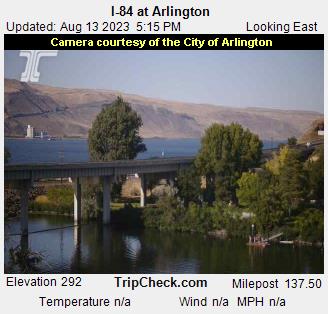 I-84 at Arlington
Updated: Aug 13 2023 5:15 PM Looking East
Camera courtesy of the City of Arlington
Elevation 292 TripCheck.com Milepost 137.50
Temperature n/a Wind n/a MPH n/a